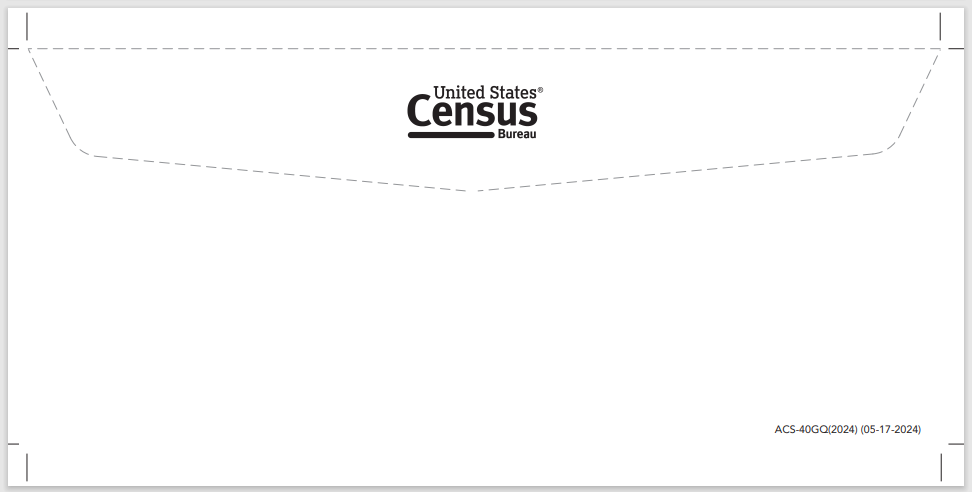 United States®
Census
Bureau
ACS-40GQ(2024) (05-17-2024)